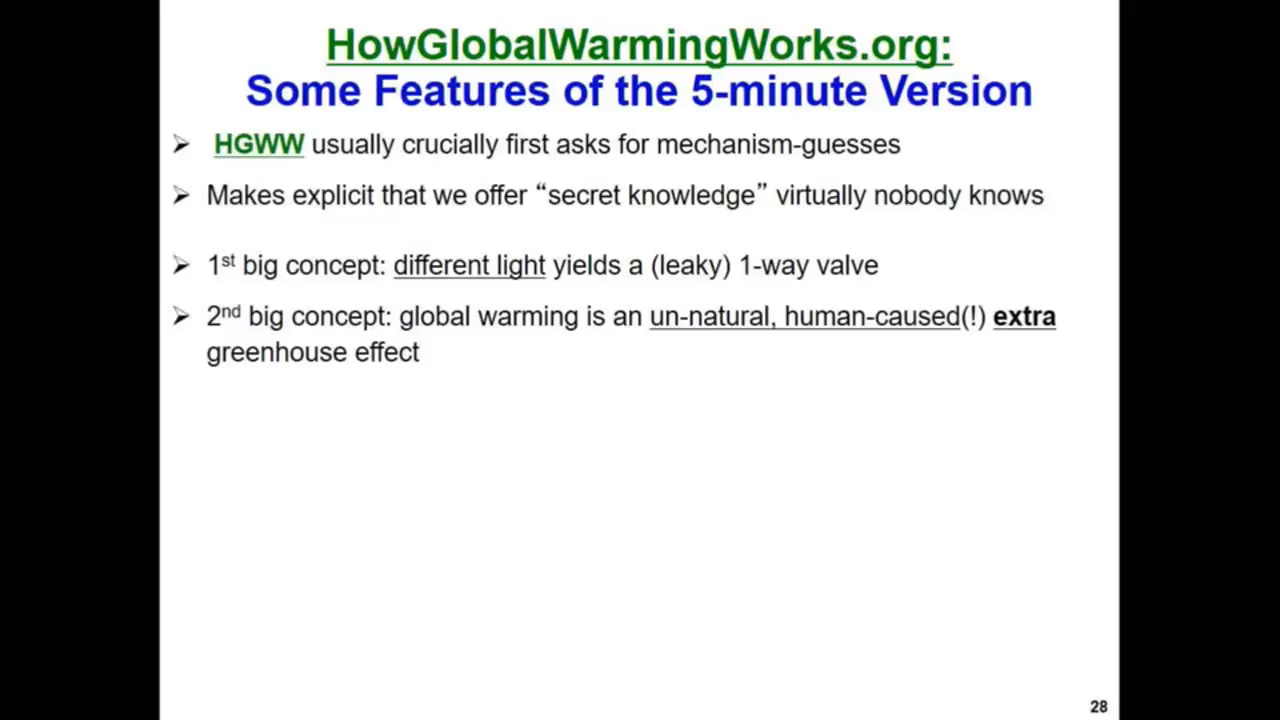 HowGlobalWarmingWorks.org:
Some Features of the 5-minute Version
➢ HGWW usually crucially first asks for mechanism-guesses
➢ Makes explicit that we offer “secret knowledge” virtually nobody knows
➢ 1st big concept: different light yields a (leaky) 1-way valve
➢ 2nd big concept: global warming is an un-natural, human-caused(!) extra
greenhouse effect
28